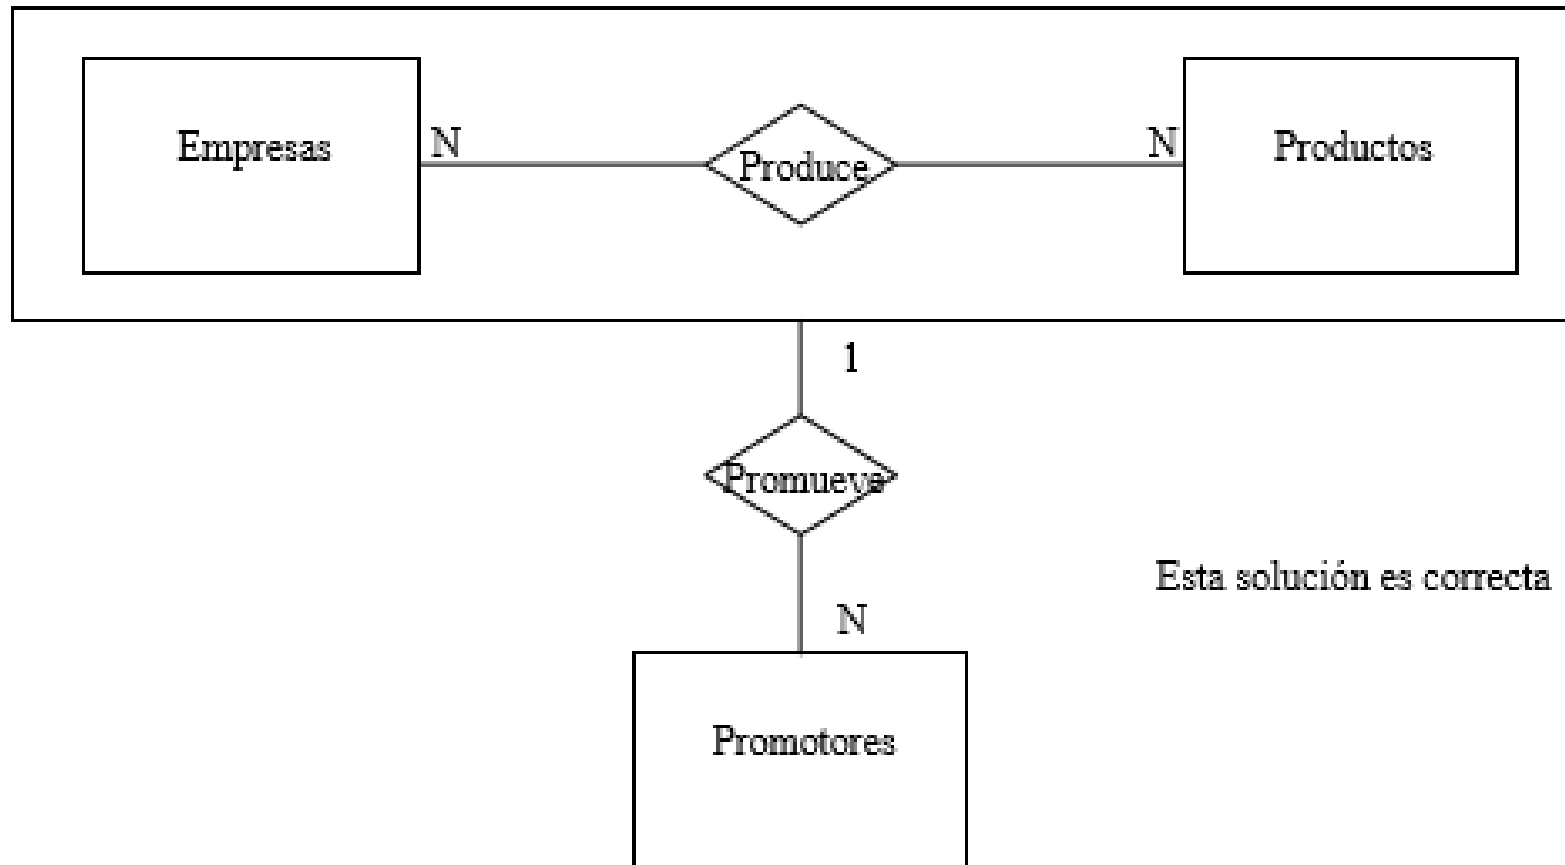 Empresas
N
Produce
N
Productos
1
Promueve
N
Esta solución es correcta
Promotores